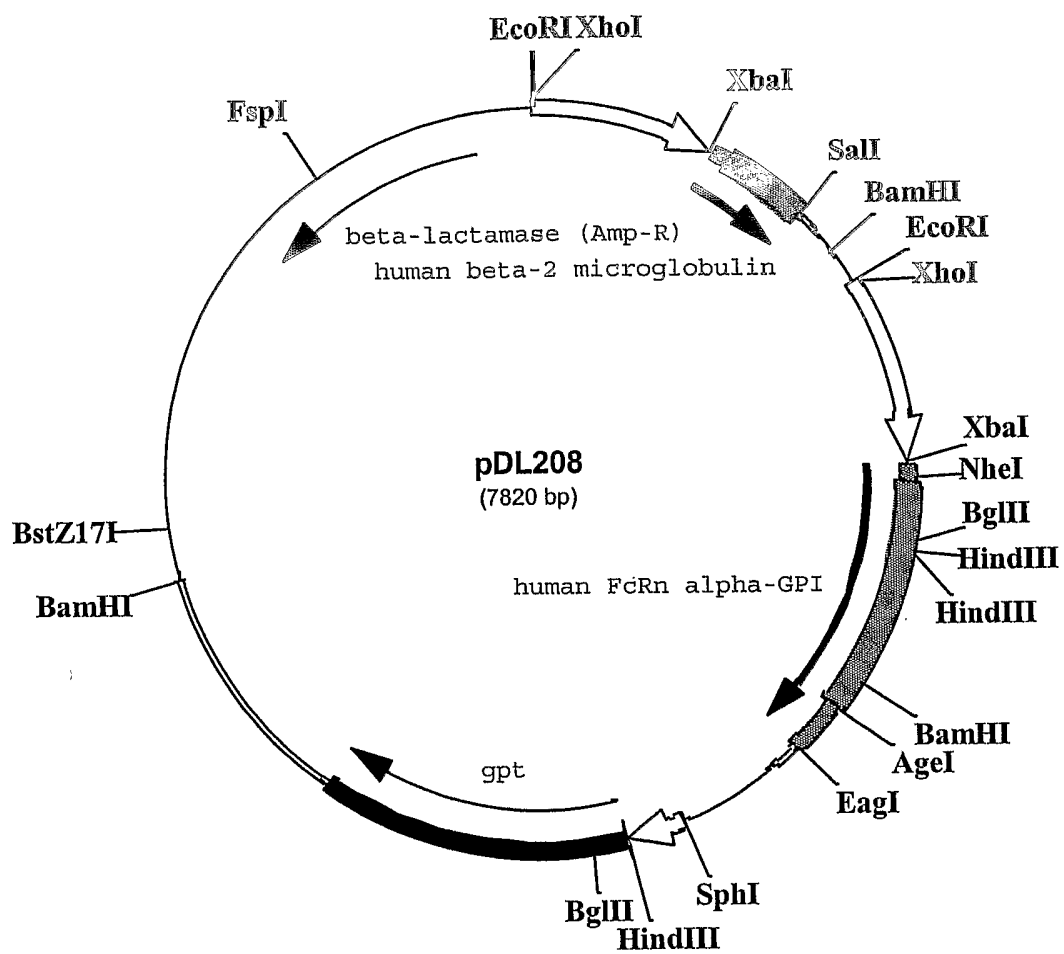 EcoRI XhoI
XbaI
FspI
SalI
BamHI
EcoRI
XhoI
beta-lactamase (Amp-R)
human beta-2 microglobulin
pDL208
(7820 bp)
XbaI
NheI
BglII
HindIII
HindIII
BstZ17I
human FcRn alpha-GPI
BamHI
BamHI
AgeI
EagI
gpt
SphI
BglII
HindIII